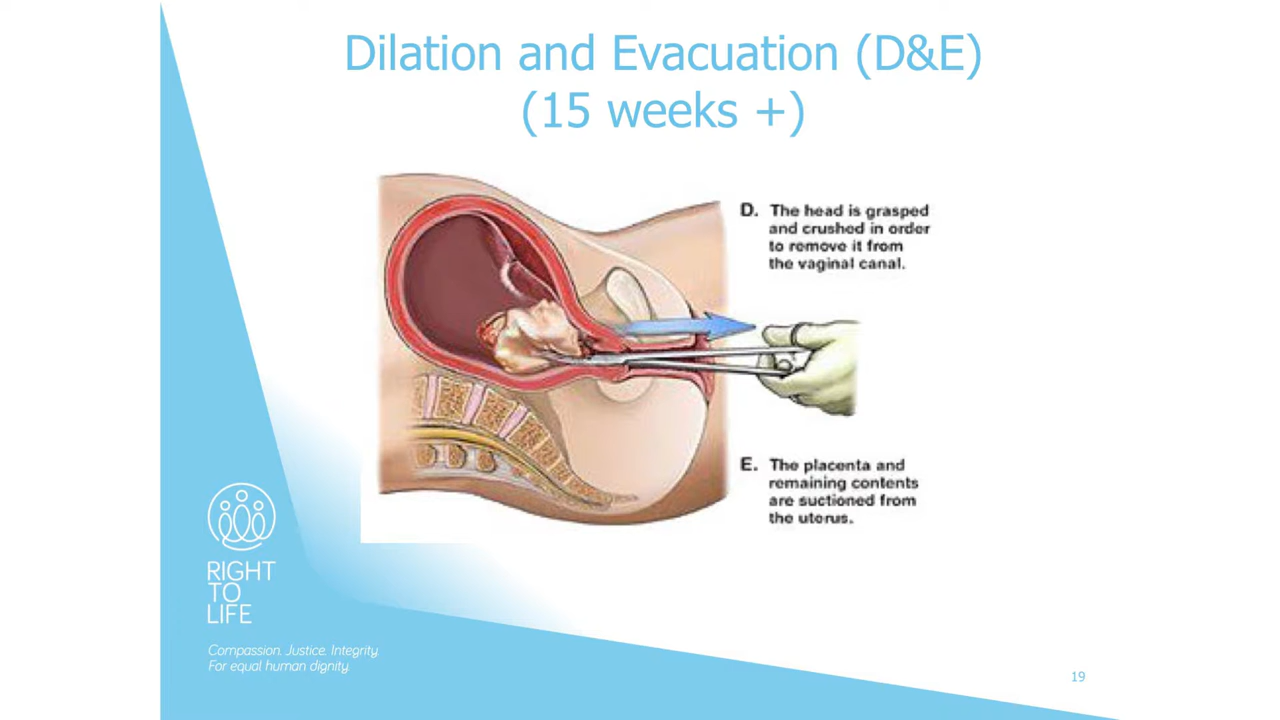 Dilation and Evacuation (D&E)
(15 weeks +)
D. The head is grasped
and crushed in order
to remove it from
the vaginal canal.
E. The placenta and
remaining contents
are suctioned from
the uterus.
RIGHT
TO
LIFE
Compassion. Justice. Integrity.
For equal human dignity.
19